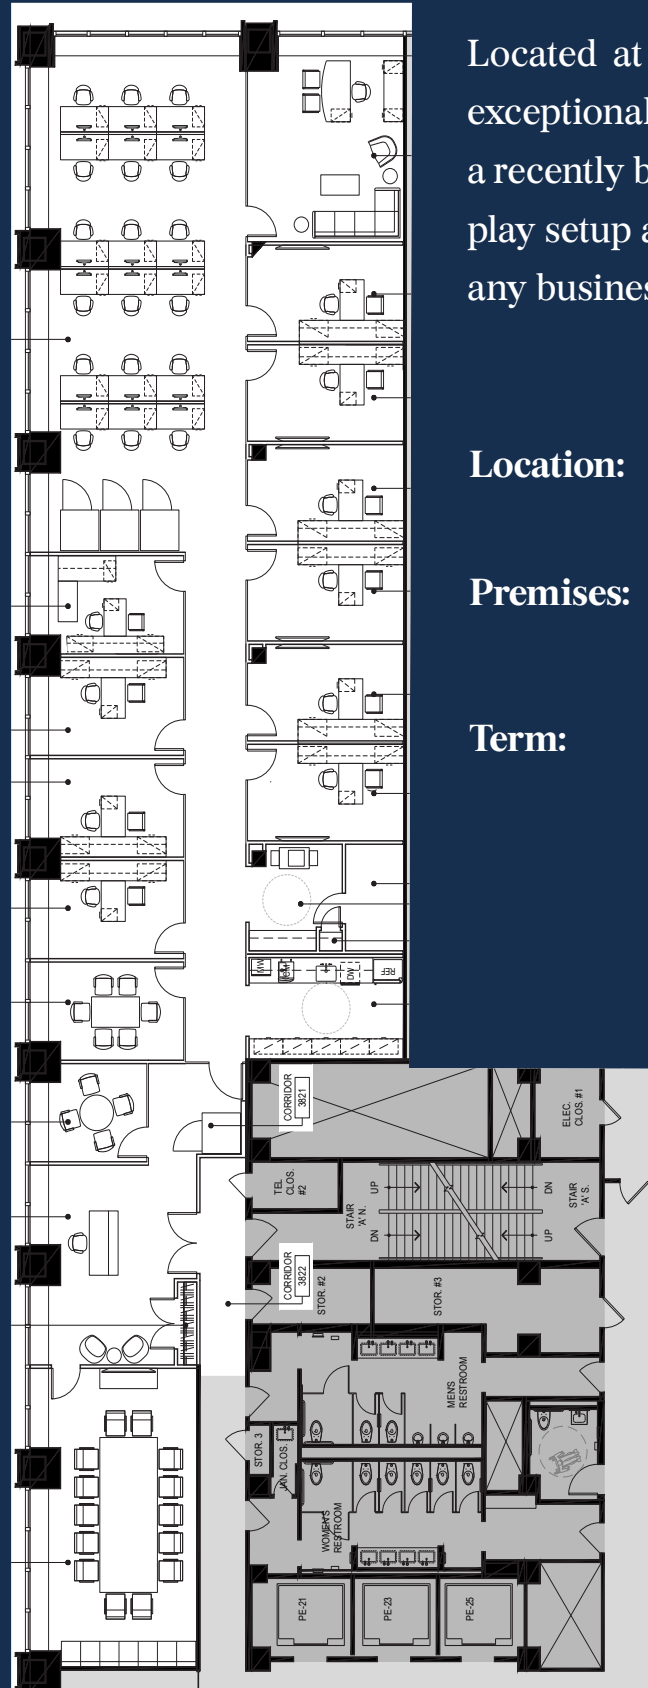 Located at
exceptional
a recently b
play setup a
any busines
Location:
Premises:
Term:
MW
DW
REF
CORRIDOR
3821
ELEC.
CLOS. #1
TEL
CLOS.
#2
STAIR
'A' N.
UP
DN
DN
UP
STAIR
'A' S.
CORRIDOR
3822
STOR. #2
STOR. #3
MEN'S
RESTROOM
STOR. 3
JAN. CLOS.
WOMEN'S
RESTROOM
PE-21
PE-23
PE-25